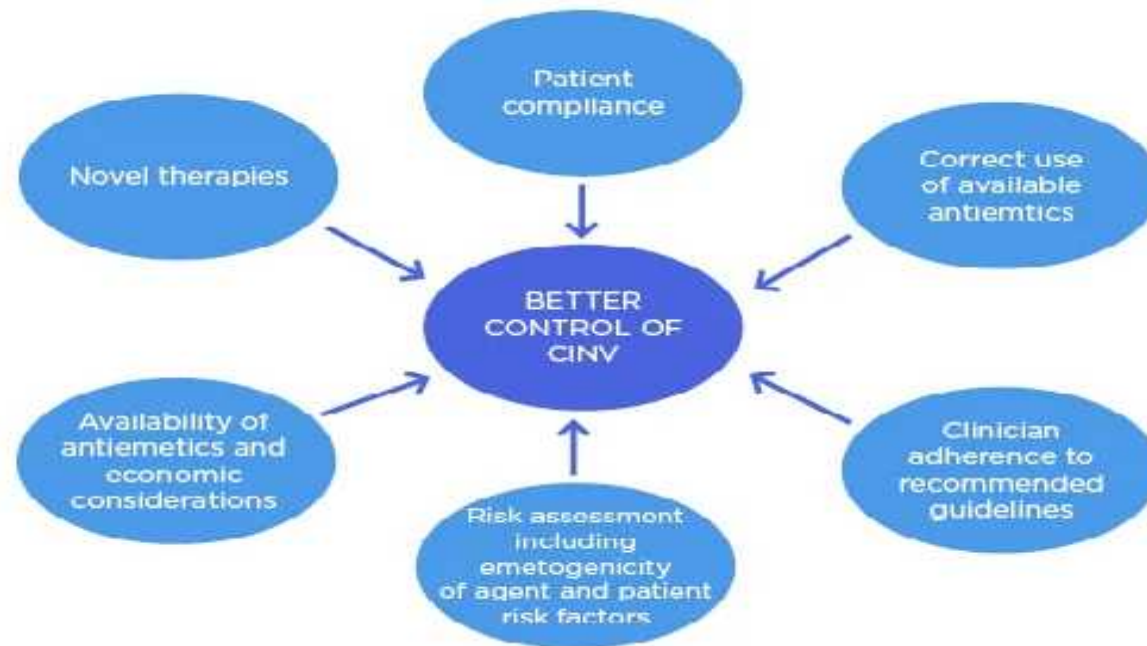 Patient
compliance
Novel therapies
Correct use
of available
antiemtics
BETTER
CONTROL OF
CINV
Availability of
antiemetics and
economic
considerations
Clinician
adherence to
recommended
guidelines
Risk assessment
including
emetogenicity
of agent and patient
risk factors